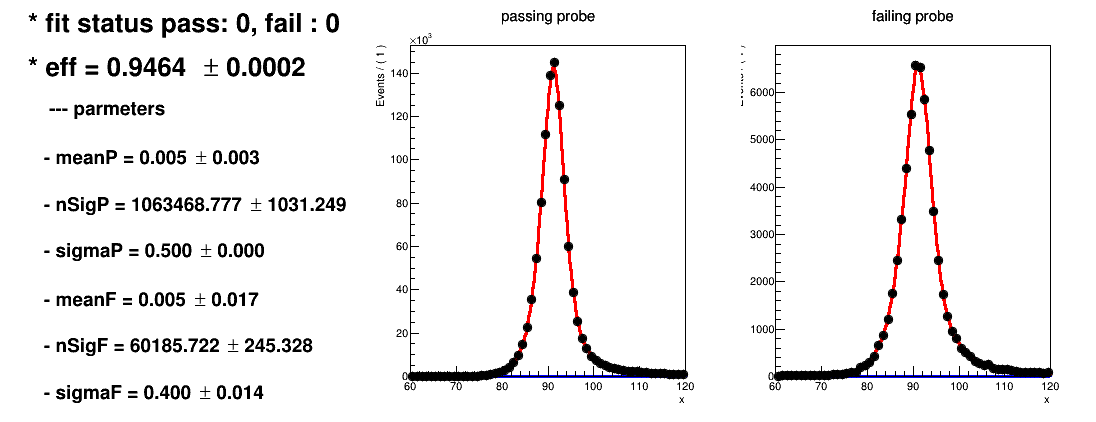 * fit status pass: 0, fail : 0
* eff = 0.9464 ± 0.0002
--- parmeters
- meanP = 0.005 ± 0.003
- nSigP = 1063468.777 ± 1031.249
- sigmaP = 0.500 ± 0.000
- meanF = 0.005 ± 0.017
- nSigF = 60185.722 ± 245.328
- sigmaF = 0.400 ± 0.014
passing probe
×10³
Events / ( 1 )
140
120
100
80
60
40
20
0
60 70 80 90 100 110 120
x
failing probe
6000
5000
4000
3000
2000
1000
0
60 70 80 90 100 110 120
x